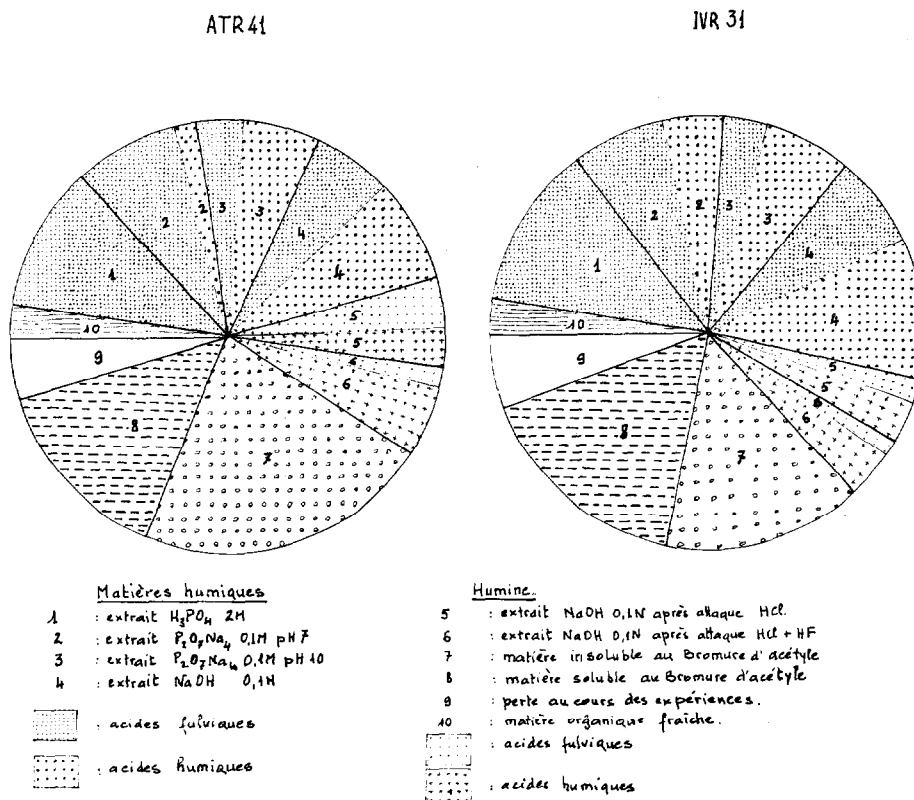 ATR 41
IVR 31
1
2
2
3
3
4
4
5
5
6
6
7
8
9
10
1
2
2
3
3
4
4
5
5
6
6
7
8
9
10
Matières humiques
1 : extrait H3PO4 2M
2 : extrait P2O7Na4 0,1M pH 7
3 : extrait P2O7Na4 0,1M pH 10
4 : extrait NaOH 0,1N
: acides fulviques
: acides humiques
Humine.
5 : extrait NaOH 0,1N après attaque HCl.
6 : extrait NaOH 0,1N après attaque HCl + HF
7 : matière insoluble au Bromure d'acétyle
8 : matière soluble au Bromure d'acétyle
9 : perte au cours des expériences.
10 : matière organique fraîche.
: acides fulviques
: acides humiques